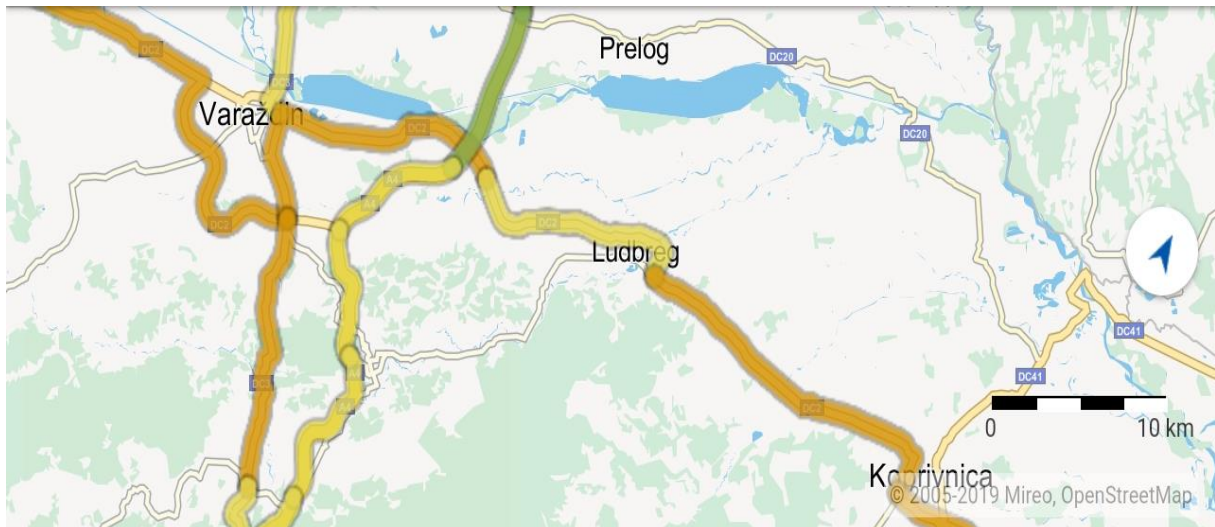 DC2
Prelog
DC20
DC3
Varaždin
DC2
DC20
A4
A4
DC2
DC2
Ludbreg
DC41
DC3
DC41
A4
DC2
0 10 km
Koprivnica
© 2005-2019 Mireo, OpenStreetMap